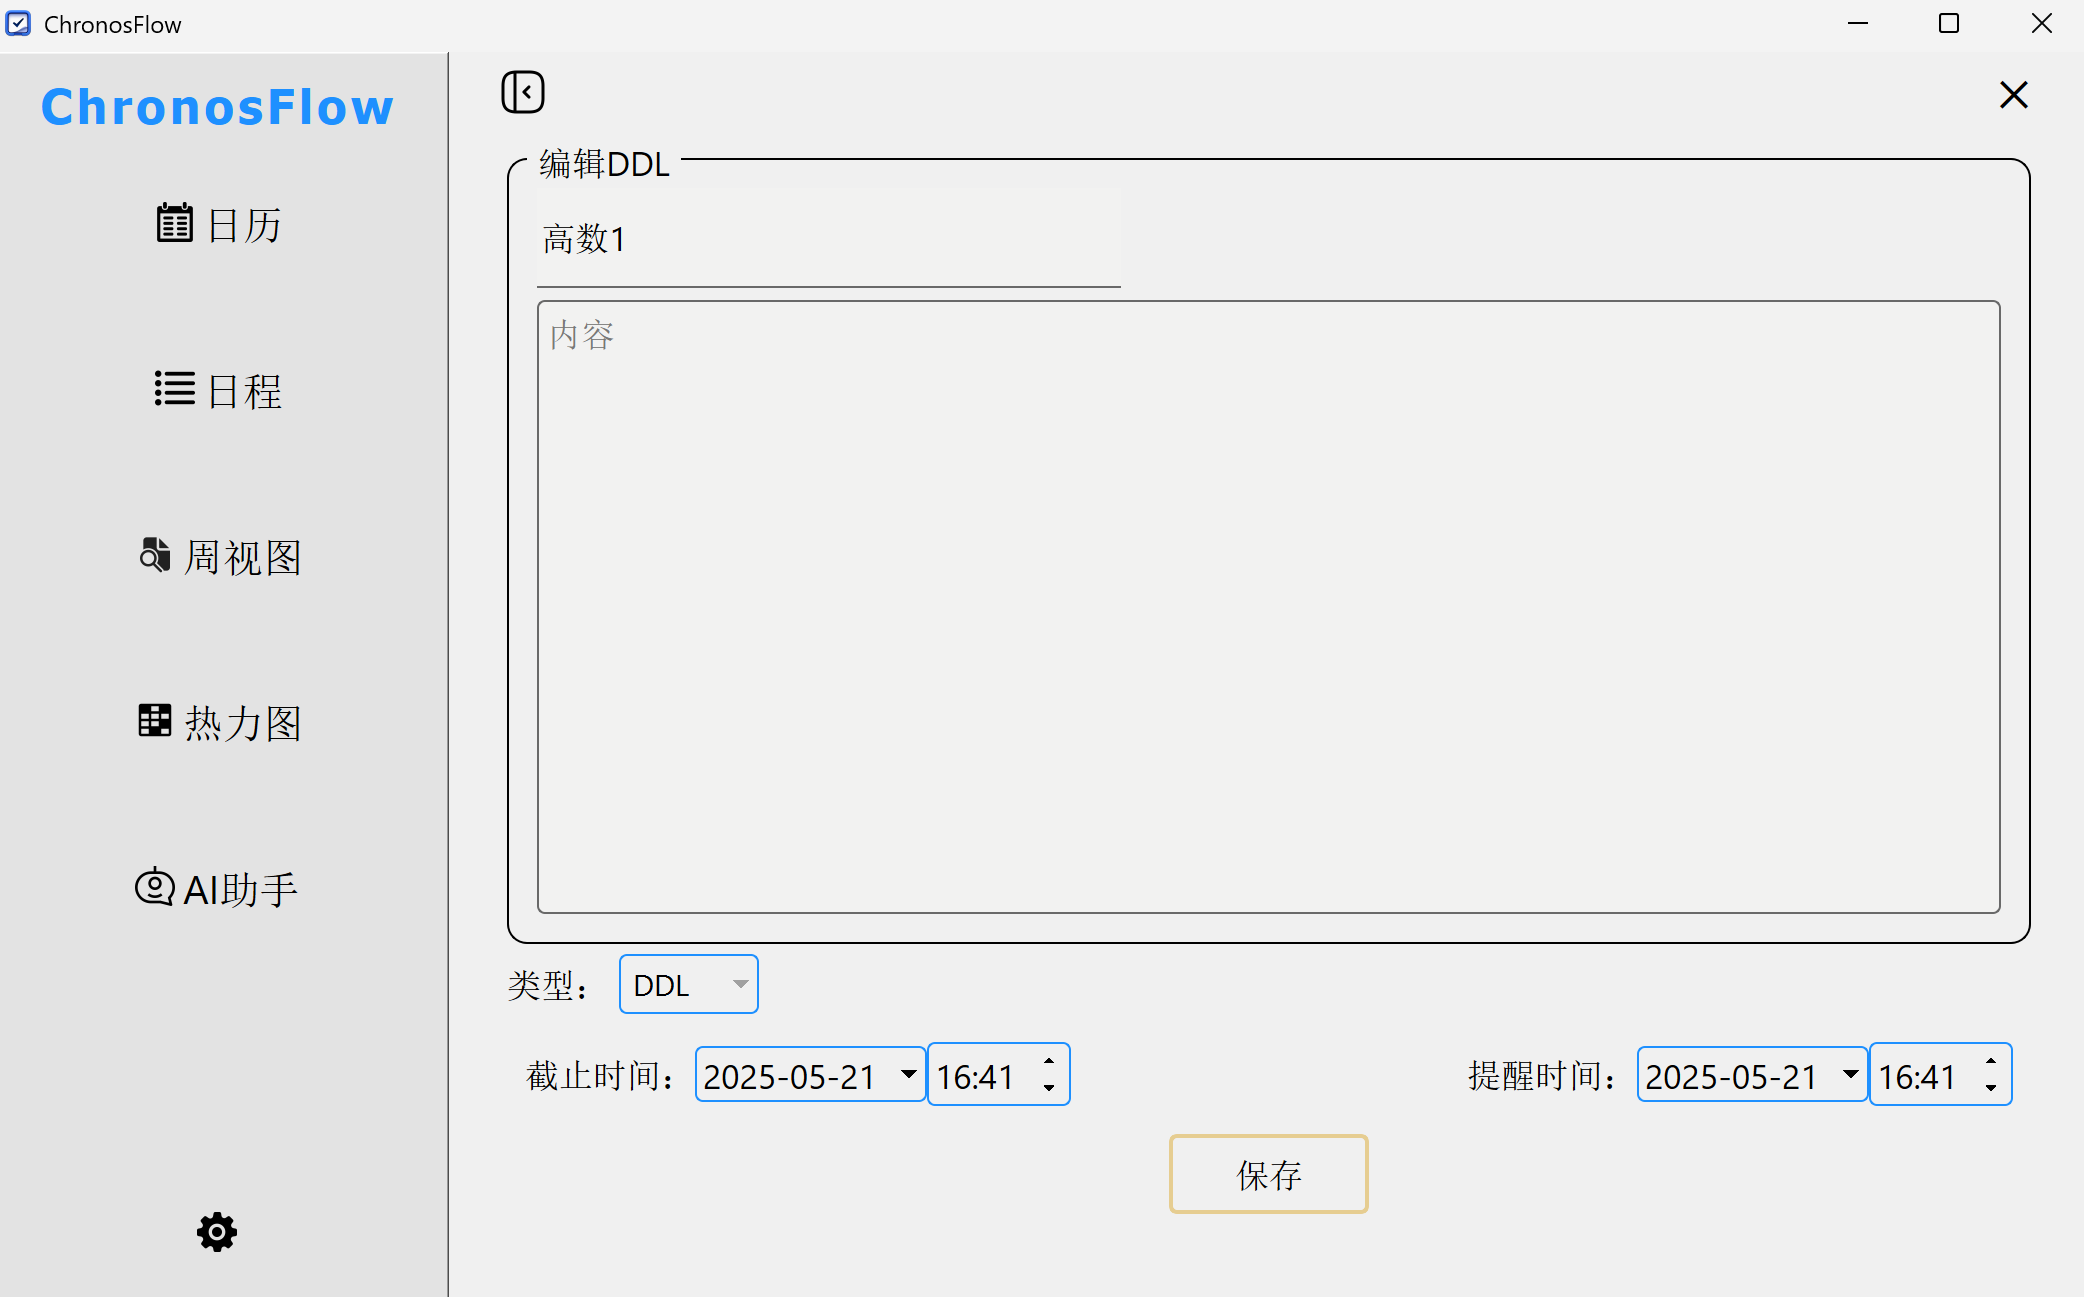 ChronosFlow
ChronosFlow
日历
日程
周视图
热力图
AI助手
编辑DDL
高数1
内容
类型： DDL
截止时间： 2025-05-21 16:41 提醒时间： 2025-05-21 16:41
保存